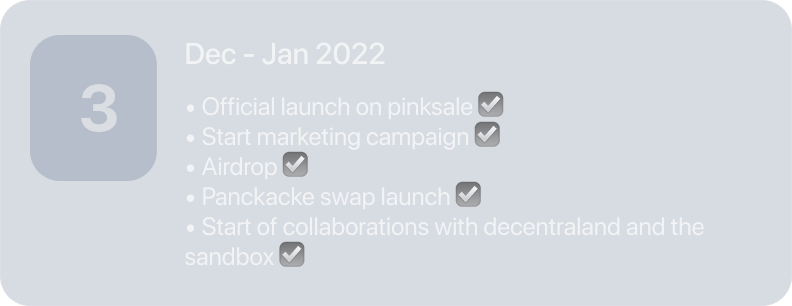 3
Dec - Jan 2022
• Official launch on pinksale ✅
• Start marketing campaign ✅
• Airdrop ✅
• Panckacke swap launch ✅
• Start of collaborations with decentraland and the
sandbox ✅